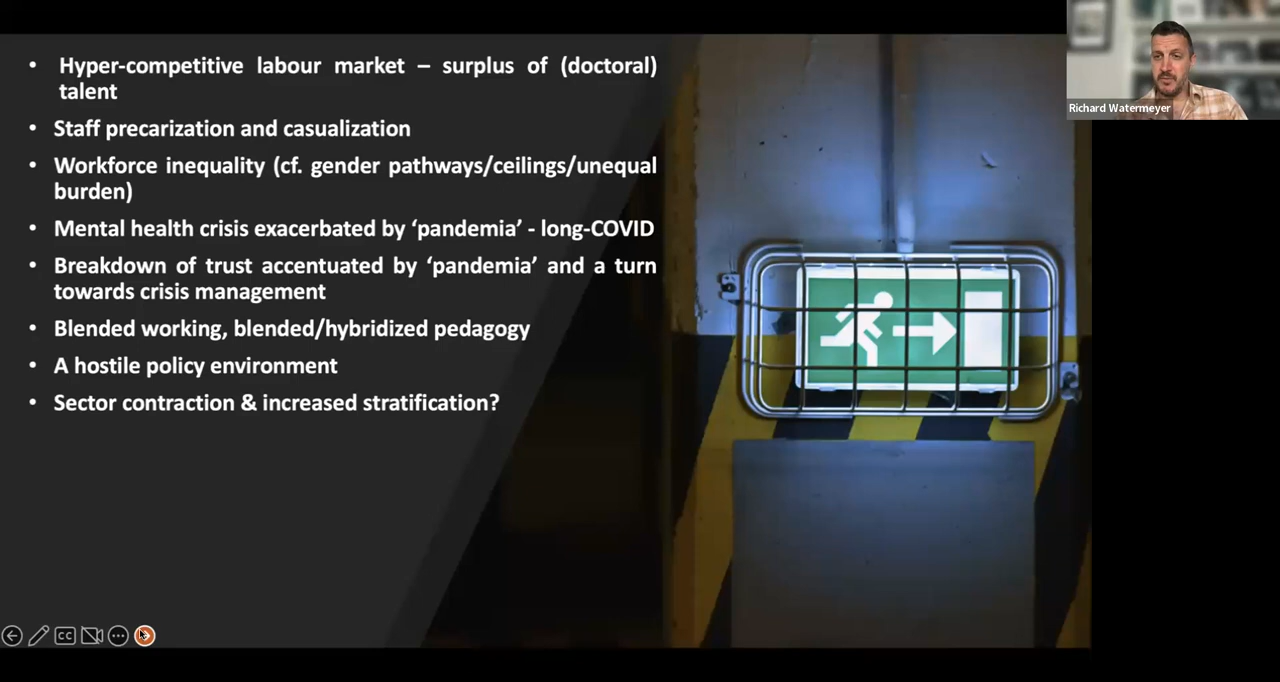 • Hyper-competitive labour market – surplus of (doctoral)
talent
• Staff precarization and casualization
• Workforce inequality (cf. gender pathways/ceilings/unequal
burden)
• Mental health crisis exacerbated by ‘pandemia’ - long-COVID
• Breakdown of trust accentuated by ‘pandemia’ and a turn
towards crisis management
• Blended working, blended/hybridized pedagogy
• A hostile policy environment
• Sector contraction & increased stratification?
Richard Watermeyer
CC